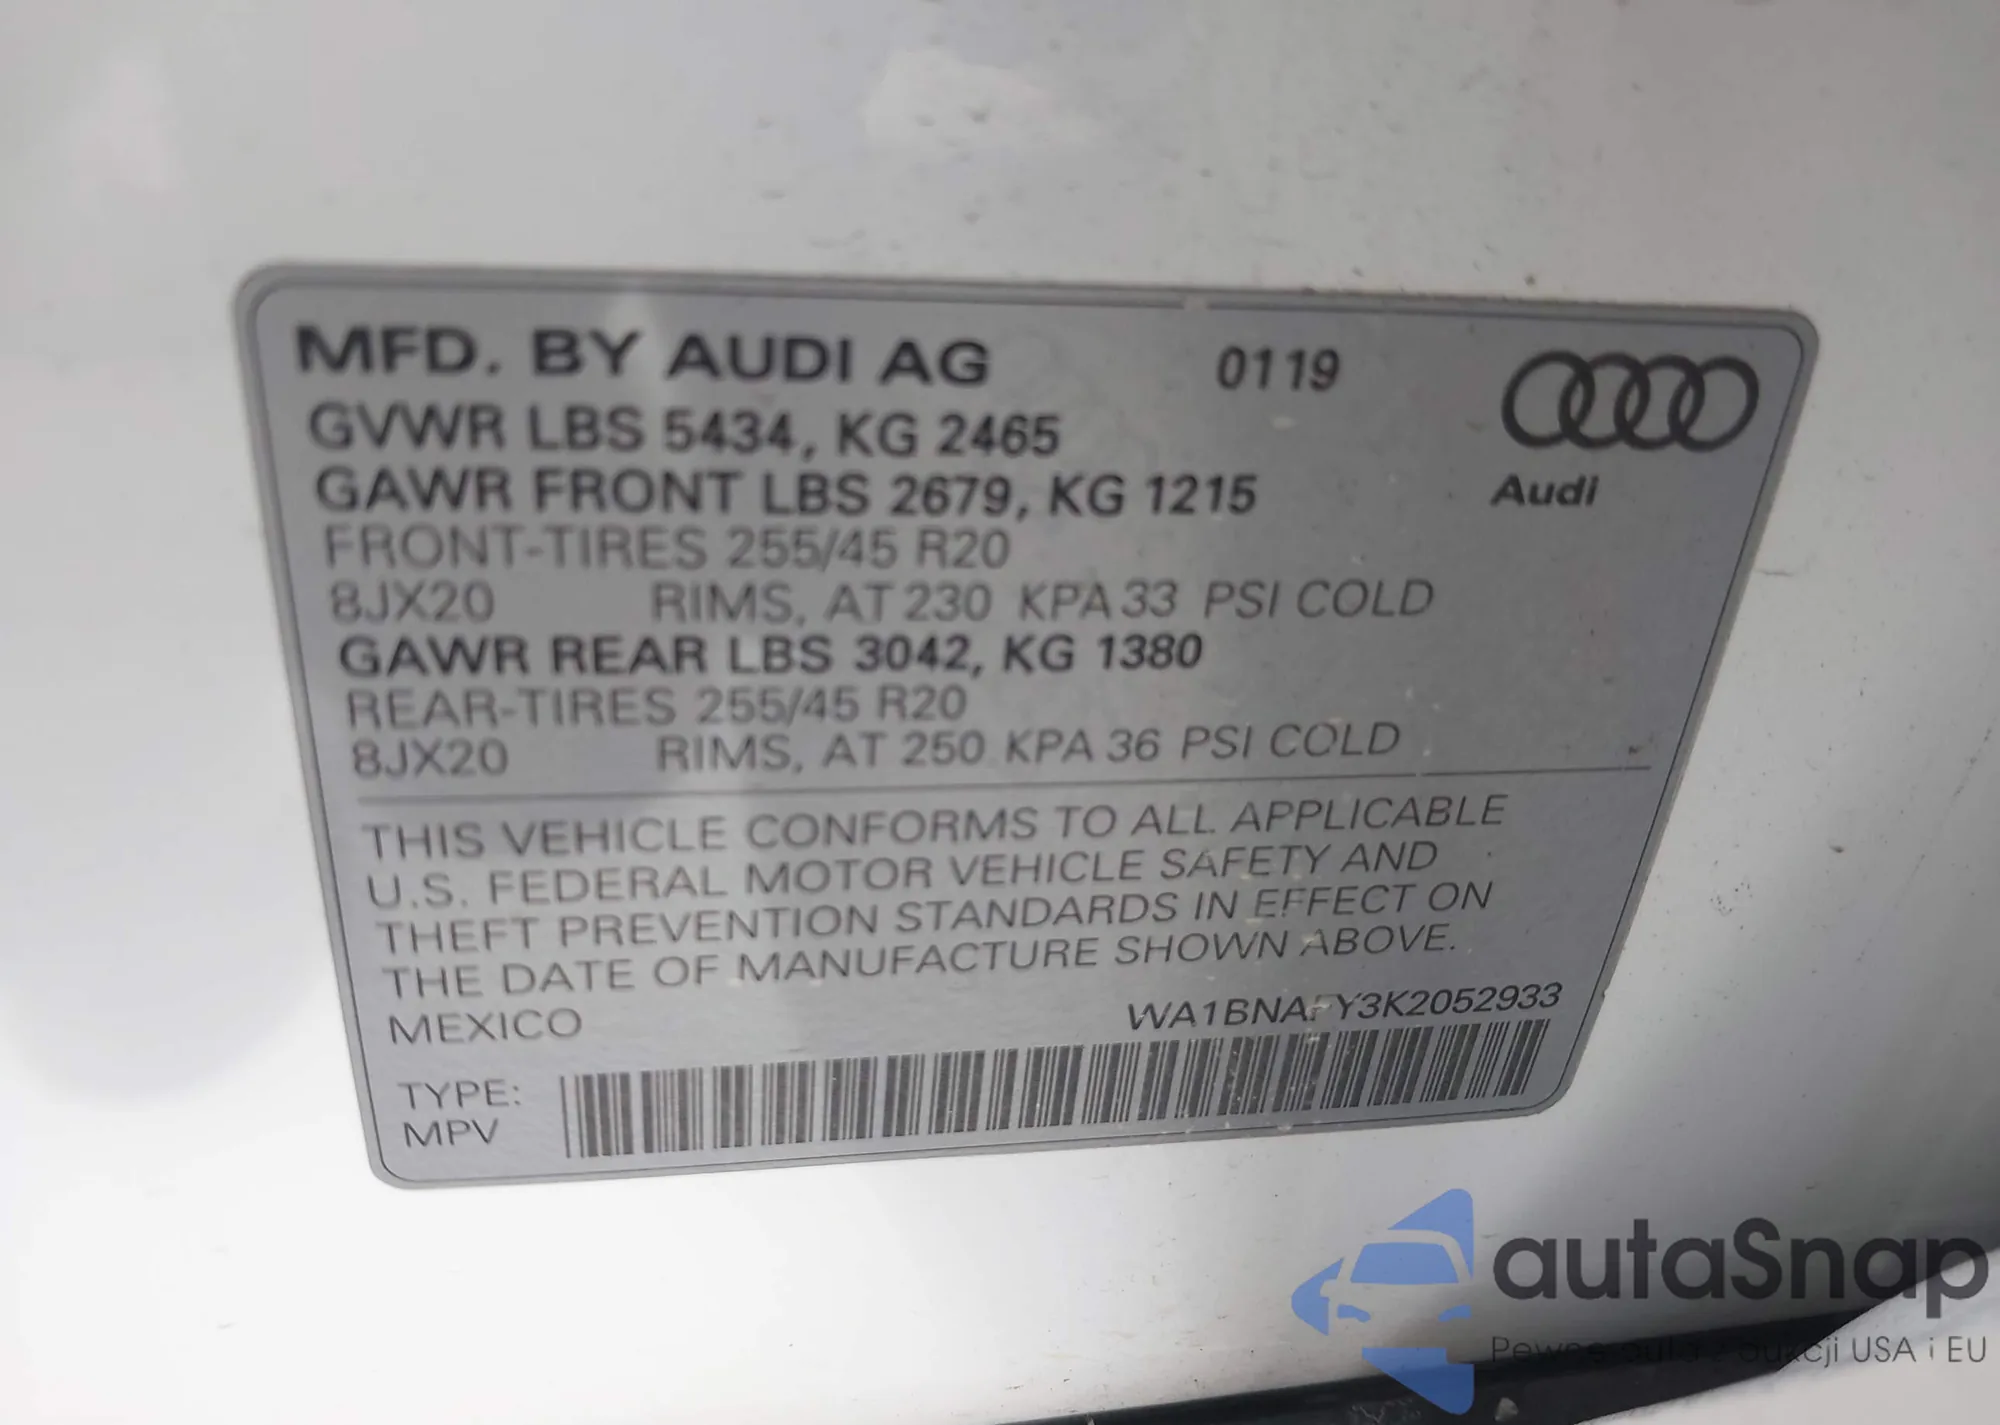 MFD. BY AUDI AG 0119
GVWR LBS 5434, KG 2465
GAWR FRONT LBS 2679, KG 1215
Audi
FRONT-TIRES 255/45 R20
8JX20 RIMS, AT 230 KPA 33 PSI COLD
GAWR REAR LBS 3042, KG 1380
REAR-TIRES 255/45 R20
8JX20 RIMS, AT 250 KPA 36 PSI COLD
THIS VEHICLE CONFORMS TO ALL APPLICABLE
U.S. FEDERAL MOTOR VEHICLE SAFETY AND
THEFT PREVENTION STANDARDS IN EFFECT ON
THE DATE OF MANUFACTURE SHOWN ABOVE.
MEXICO WA1BNAFY3K2052933
TYPE:
MPV
autaSnap
Pewne auta z aukcji USA i EU